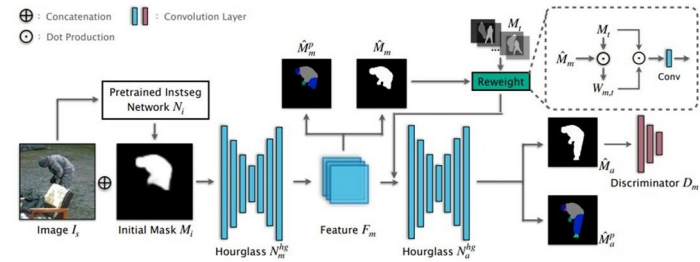 ⊕ : Concatenation
: Convolution Layer
⊙ : Dot Production
Pretrained Instseg
Network N_i
Image I_s
⊕
Initial Mask M_i
Hourglass N_m^{hg}
M̂_m^p
M̂_m
Feature F_m
M_t
...
Reweight
Hourglass N_a^{hg}
M̂_m
M_t
W_{m,t}
Conv
M̂_a
Discriminator D_m
M̂_a^p